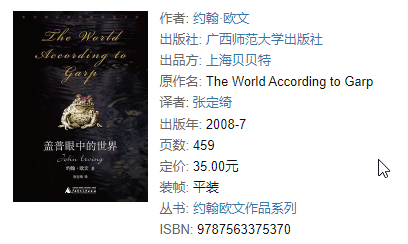 The World
According to
Garp
盖普眼中的世界
John Irving
约翰·欧文 著
张定绮 译
作者: 约翰·欧文
出版社: 广西师范大学出版社
出品方: 上海贝贝特
原作名: The World According to Garp
译者: 张定绮
出版年: 2008-7
页数: 459
定价: 35.00元
装帧: 平装
丛书: 约翰欧文作品系列
ISBN: 9787563375370